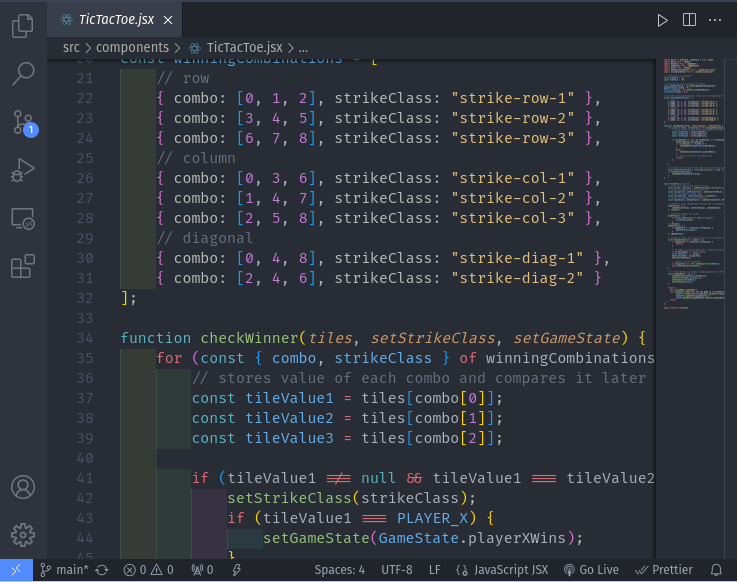 TicTacToe.jsx
src > components > TicTacToe.jsx > ...
20 const winningCombinations = [
21 // row
22 { combo: [0, 1, 2], strikeClass: "strike-row-1" },
23 { combo: [3, 4, 5], strikeClass: "strike-row-2" },
24 { combo: [6, 7, 8], strikeClass: "strike-row-3" },
25 // column
26 { combo: [0, 3, 6], strikeClass: "strike-col-1" },
27 { combo: [1, 4, 7], strikeClass: "strike-col-2" },
28 { combo: [2, 5, 8], strikeClass: "strike-col-3" },
29 // diagonal
30 { combo: [0, 4, 8], strikeClass: "strike-diag-1" },
31 { combo: [2, 4, 6], strikeClass: "strike-diag-2" }
32 ];
33
34 function checkWinner(tiles, setStrikeClass, setGameState) {
35 for (const { combo, strikeClass } of winningCombinations
36 // stores value of each combo and compares it later
37 const tileValue1 = tiles[combo[0]];
38 const tileValue2 = tiles[combo[1]];
39 const tileValue3 = tiles[combo[2]];
40
41 if (tileValue1 !== null && tileValue1 === tileValue2
42 setStrikeClass(strikeClass);
43 if (tileValue1 === PLAYER_X) {
44 setGameState(GameState.playerXWins);
45 }
1
main* 0 0 0 Spaces: 4 UTF-8 LF {} JavaScript JSX Go Live Prettier